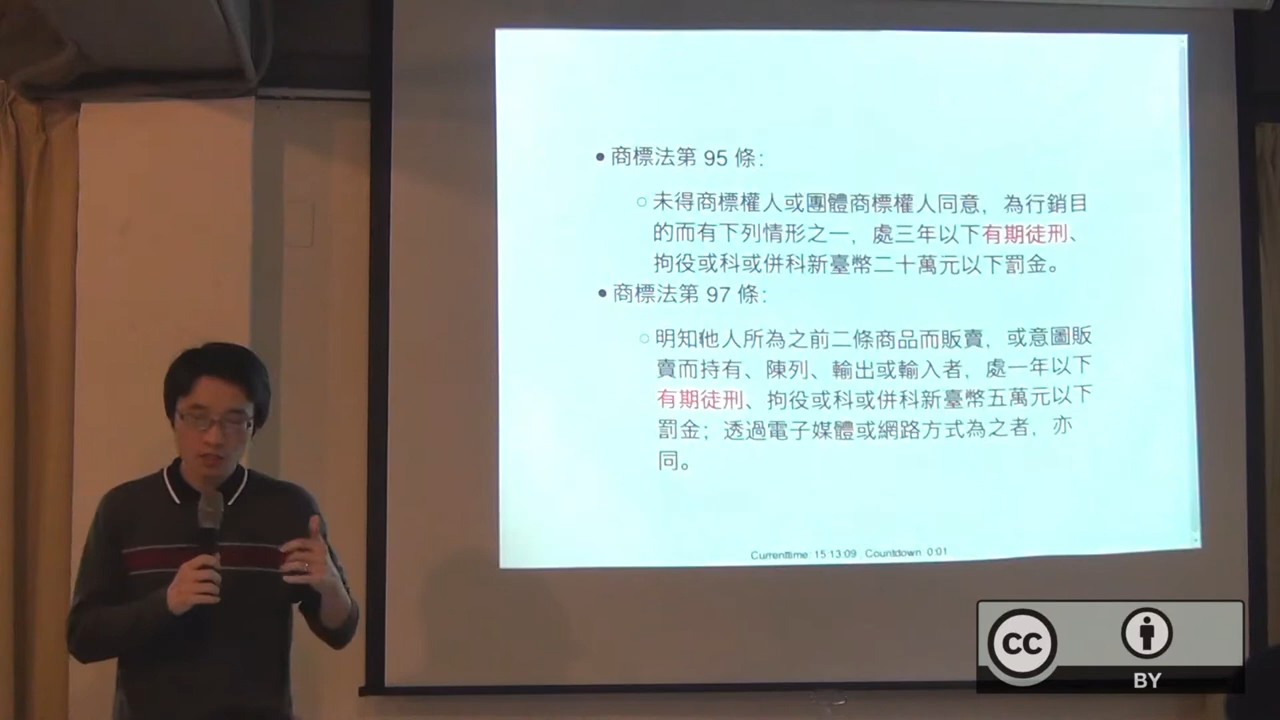 •商標法第 95 條：
○未得商標權人或團體商標權人同意，為行銷目
的而有下列情形之一，處三年以下有期徒刑、
拘役或科或併科新臺幣二十萬元以下罰金。
•商標法第 97 條：
○明知他人所為之前二條商品而販賣，或意圖販
賣而持有、陳列、輸出或輸入者，處一年以下
有期徒刑、拘役或科或併科新臺幣五萬元以下
罰金；透過電子媒體或網路方式為之者，亦
同。
CurrentTime: 15:13:09 , Countdown 0:01
CC
BY